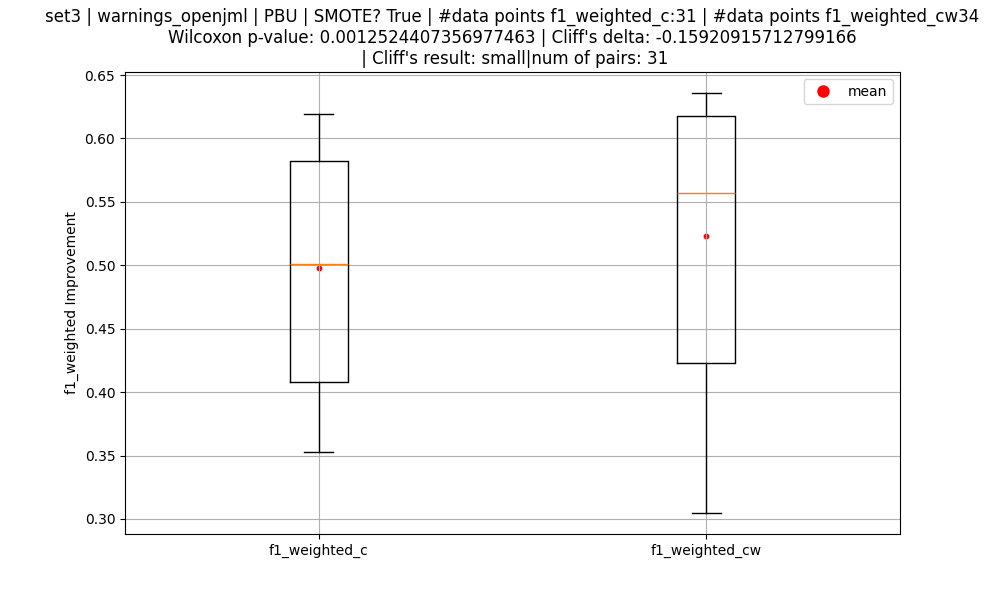 set3 | warnings_openjml | PBU | SMOTE? True | #data points f1_weighted_c:31 | #data points f1_weighted_cw34
Wilcoxon p-value: 0.0012524407356977463 | Cliff's delta: -0.15920915712799166
| Cliff's result: small|num of pairs: 31
mean
0.65
0.60
0.55
0.50
0.45
0.40
0.35
0.30
f1_weighted Improvement
f1_weighted_c
f1_weighted_cw